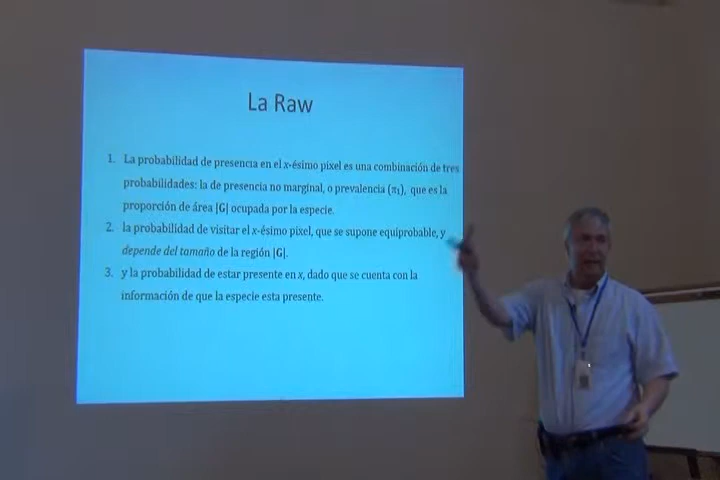 La Raw
1. La probabilidad de presencia en el x-ésimo pixel es una combinación de tres
probabilidades: la de presencia no marginal, o prevalencia (π₁), que es la
proporción de área |G| ocupada por la especie.
2. la probabilidad de visitar el x-ésimo pixel, que se supone equiprobable, y
depende del tamaño de la región |G|.
3. y la probabilidad de estar presente en x, dado que se cuenta con la
información de que la especie esta presente.